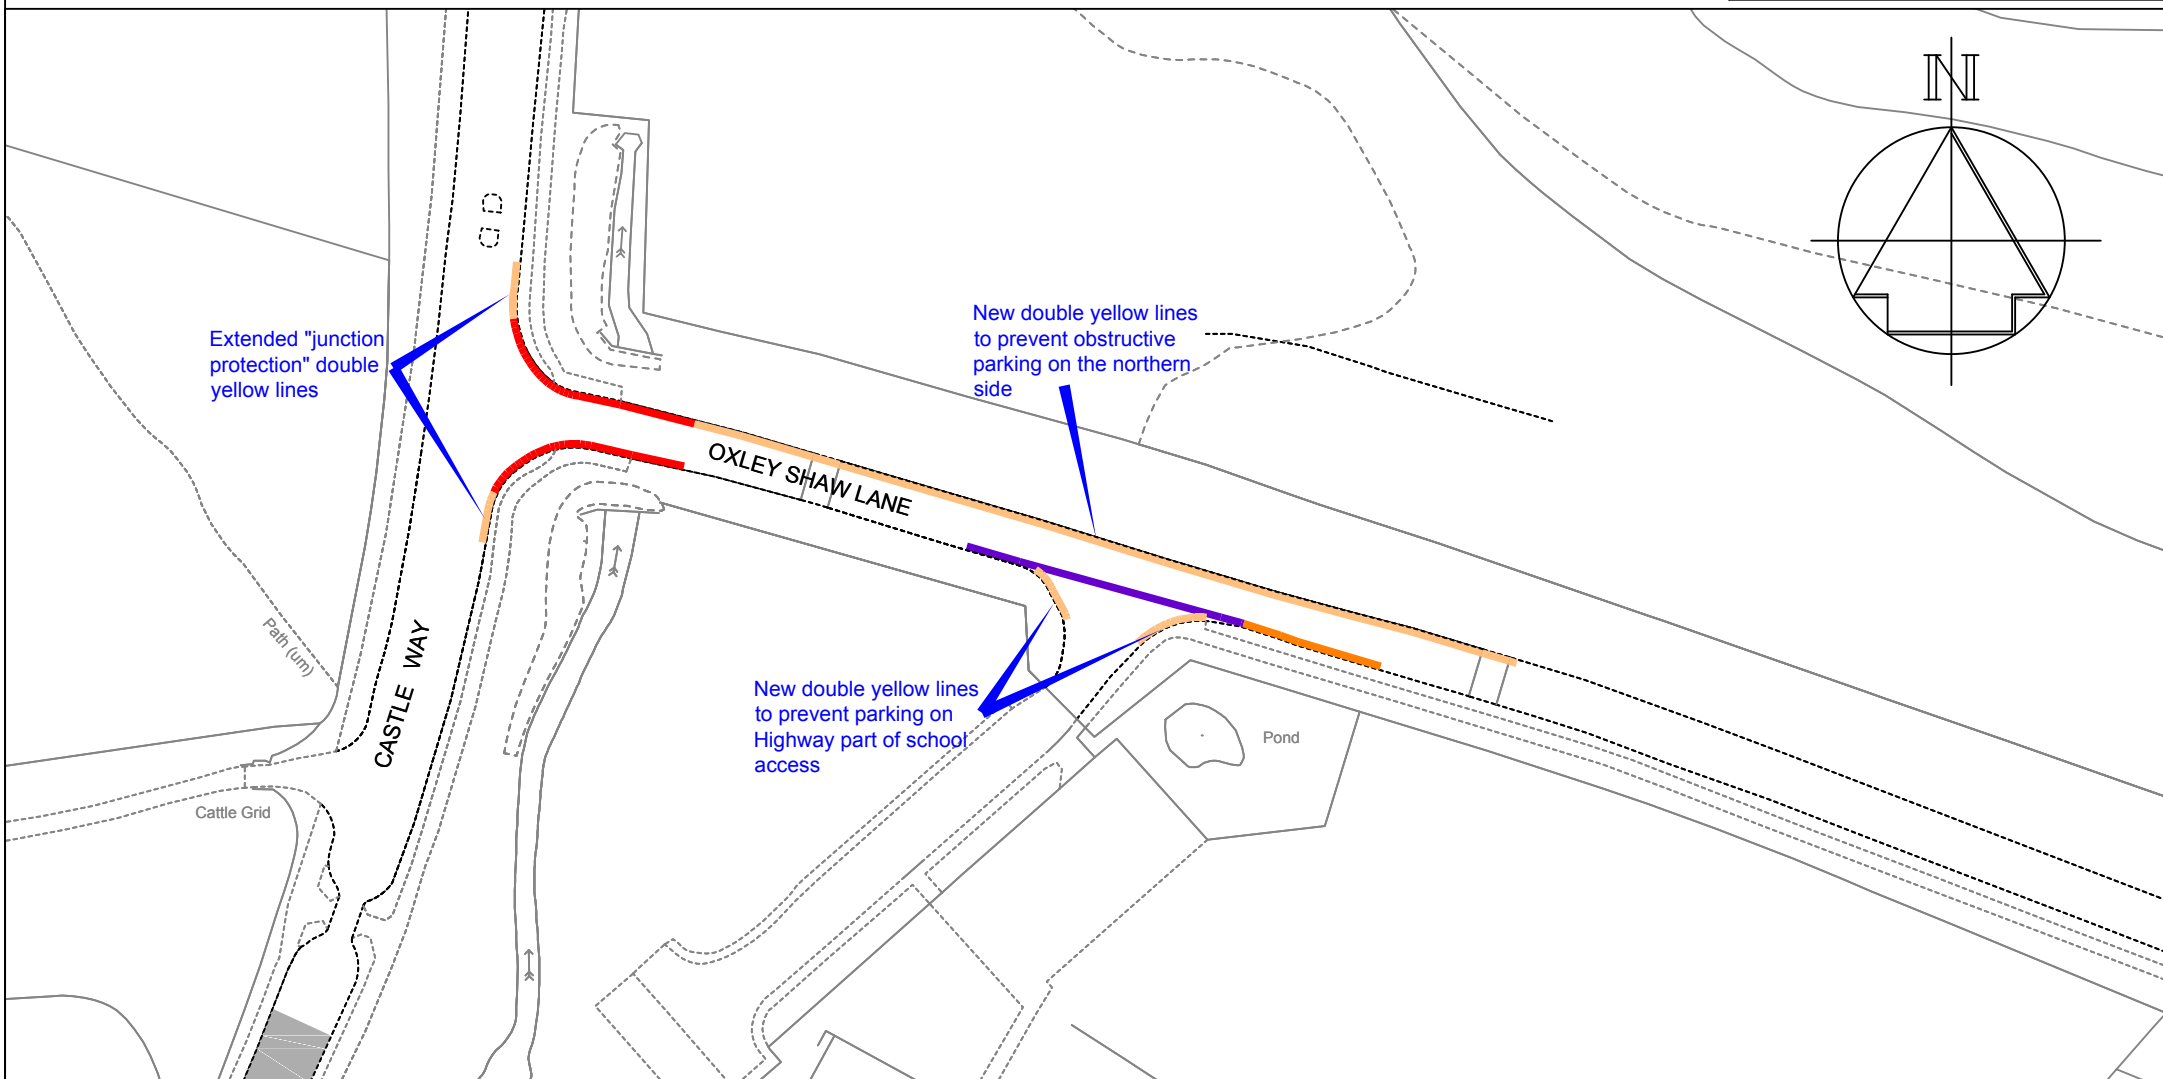 N
Extended "junction
protection" double
yellow lines
New double yellow lines
to prevent obstructive
parking on the northern
side
OXLEY SHAW LANE
CASTLE WAY
Path (um)
New double yellow lines
to prevent parking on
Highway part of school
access
Pond
Cattle Grid